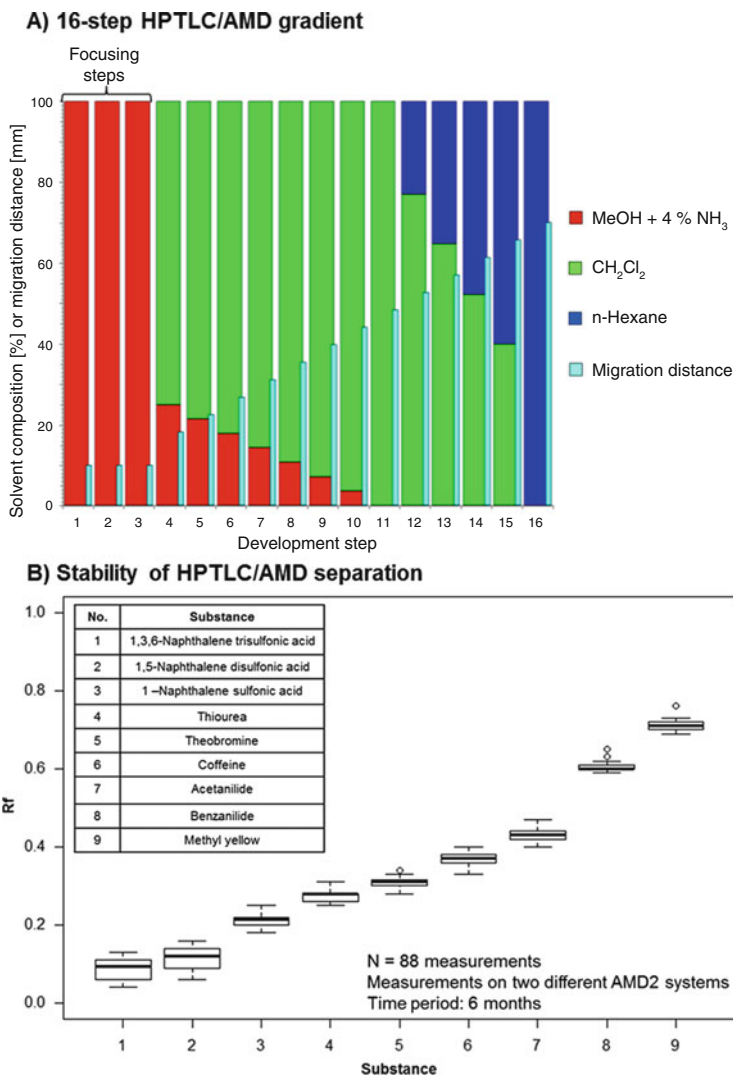 A) 16-step HPTLC/AMD gradient
Focusing
steps
Solvent composition [%] or migration distance [mm]
100
80
60
40
20
0
1 2 3 4 5 6 7 8 9 10 11 12 13 14 15 16
Development step
MeOH + 4 % NH₃
CH₂Cl₂
n-Hexane
Migration distance
B) Stability of HPTLC/AMD separation
No. Substance
1 1,3,6-Naphthalene trisulfonic acid
2 1,5-Naphthalene disulfonic acid
3 1 –Naphthalene sulfonic acid
4 Thiourea
5 Theobromine
6 Coffeine
7 Acetanilide
8 Benzanilide
9 Methyl yellow
Rf
1.0
0.8
0.6
0.4
0.2
0.0
N = 88 measurements
Measurements on two different AMD2 systems
Time period: 6 months
1 2 3 4 5 6 7 8 9
Substance